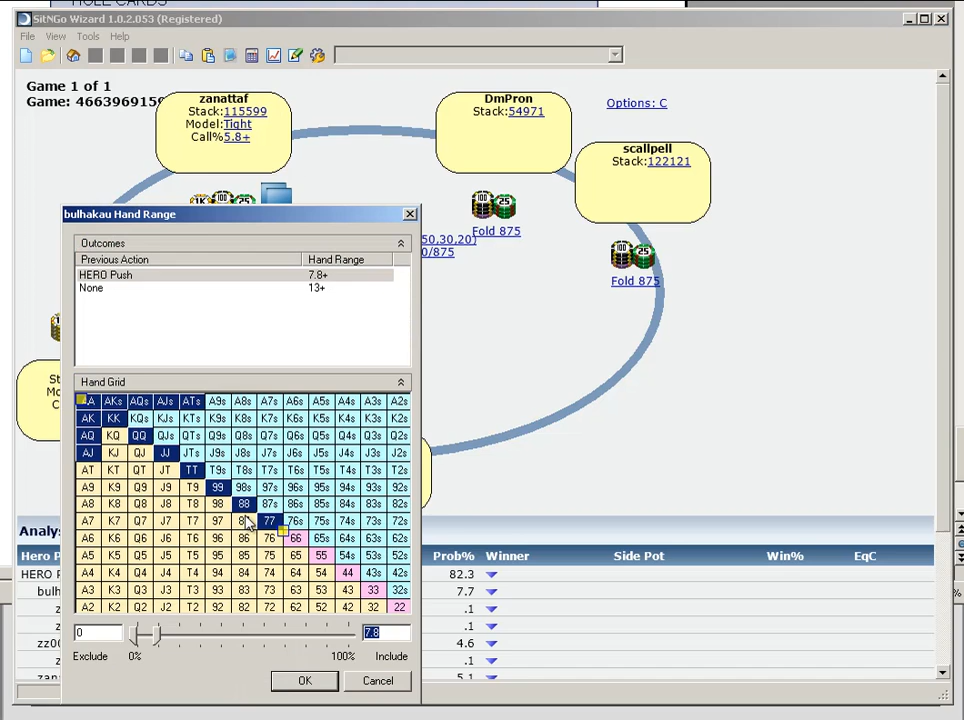 HOLE CARDS
SitNGo Wizard 1.0.2.053 (Registered)
File View Tools Help
Game 1 of 1
Game: 4663969159
zanattaf
Stack:115599
Model:Tight
Call%5.8+
DmPron
Stack:54971
Options: C
scallpell
Stack:122121
Fold 875
Fold 875
50,30,20)
0/875
bulhakau Hand Range
Outcomes
Previous Action Hand Range
HERO Push 7.8+
None 13+
Hand Grid
A AKs AQs AJs ATs A9s A8s A7s A6s A5s A4s A3s A2s
AK KK KQs KJs KTs K9s K8s K7s K6s K5s K4s K3s K2s
AQ KQ QQ QJs QTs Q9s Q8s Q7s Q6s Q5s Q4s Q3s Q2s
AJ KJ QJ JJ JTs J9s J8s J7s J6s J5s J4s J3s J2s
AT KT QT JT TT T9s T8s T7s T6s T5s T4s T3s T2s
A9 K9 Q9 J9 T9 99 98s 97s 96s 95s 94s 93s 92s
A8 K8 Q8 J8 T8 98 88 87s 86s 85s 84s 83s 82s
A7 K7 Q7 J7 T7 97 77 76s 75s 74s 73s 72s
A6 K6 Q6 J6 T6 96 86 76 66 65s 64s 63s 62s
A5 K5 Q5 J5 T5 95 85 75 65 55 54s 53s 52s
A4 K4 Q4 J4 T4 94 84 74 64 54 44 43s 42s
A3 K3 Q3 J3 T3 93 83 73 63 53 43 33 32s
A2 K2 Q2 J2 T2 92 82 72 62 52 42 32 22
0 7.8
Exclude 0% 100% Include
OK Cancel
Analys
Hero P Prob% Winner Side Pot Win% EqC
HERO P 82.3
bulh 7.7
z .1
zz00 4.6
z .1
zana 5.1